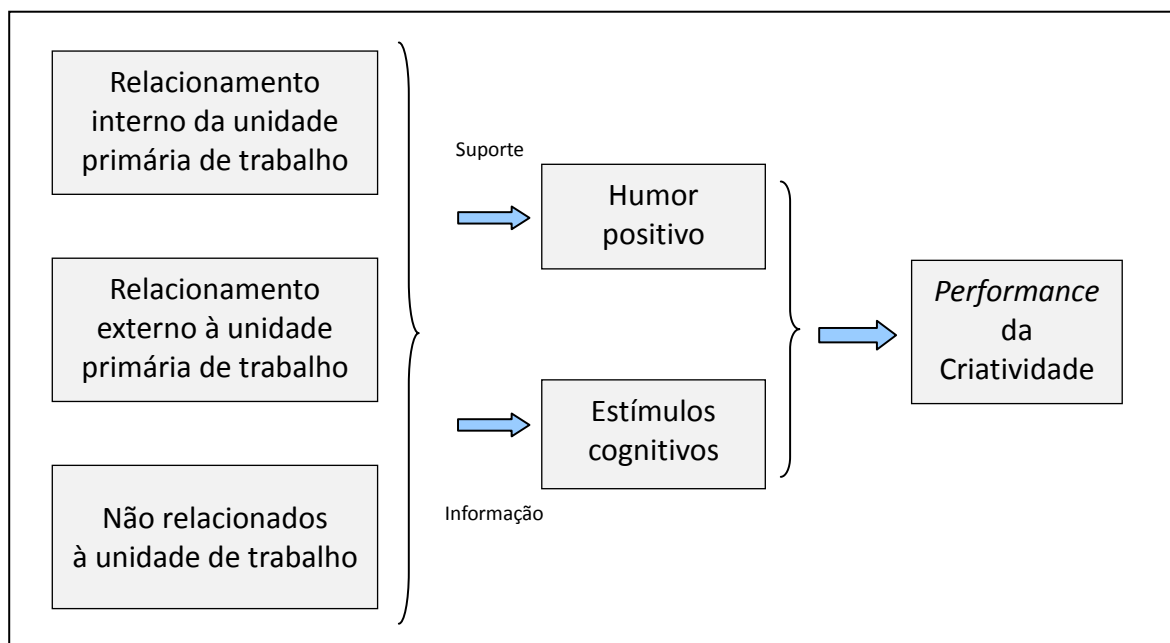 Relacionamento
interno da unidade
primária de trabalho
Relacionamento
externo à unidade
primária de trabalho
Não relacionados
à unidade de trabalho
Suporte
Informação
Humor
positivo
Estímulos
cognitivos
Performance
da
Criatividade